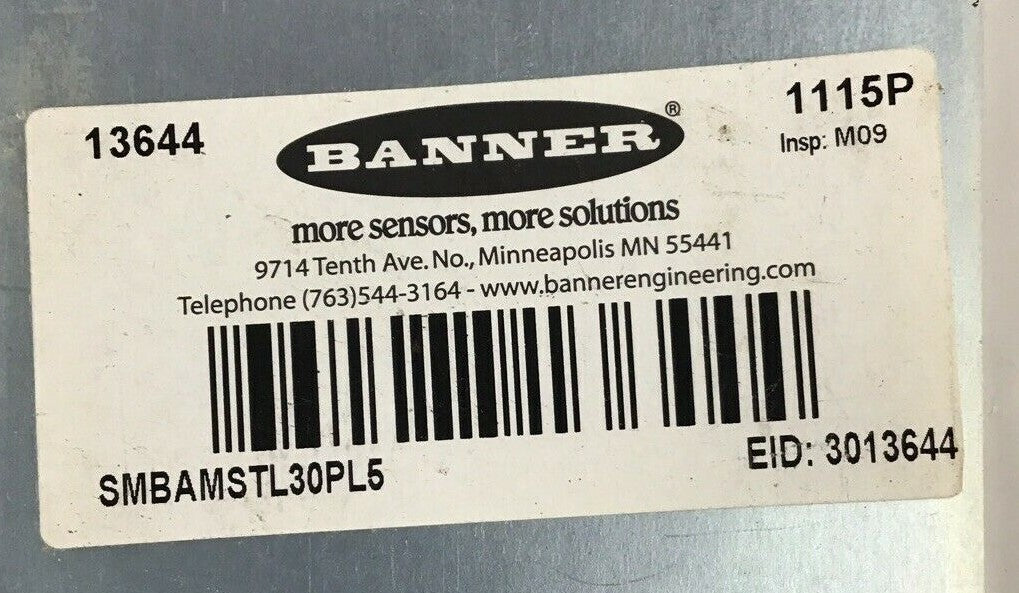 13644
BANNER®
1115P
Insp: M09
more sensors, more solutions
9714 Tenth Ave. No., Minneapolis MN 55441
Telephone (763)544-3164 - www.bannerengineering.com
SMBAMSTL30PL5
EID: 3013644